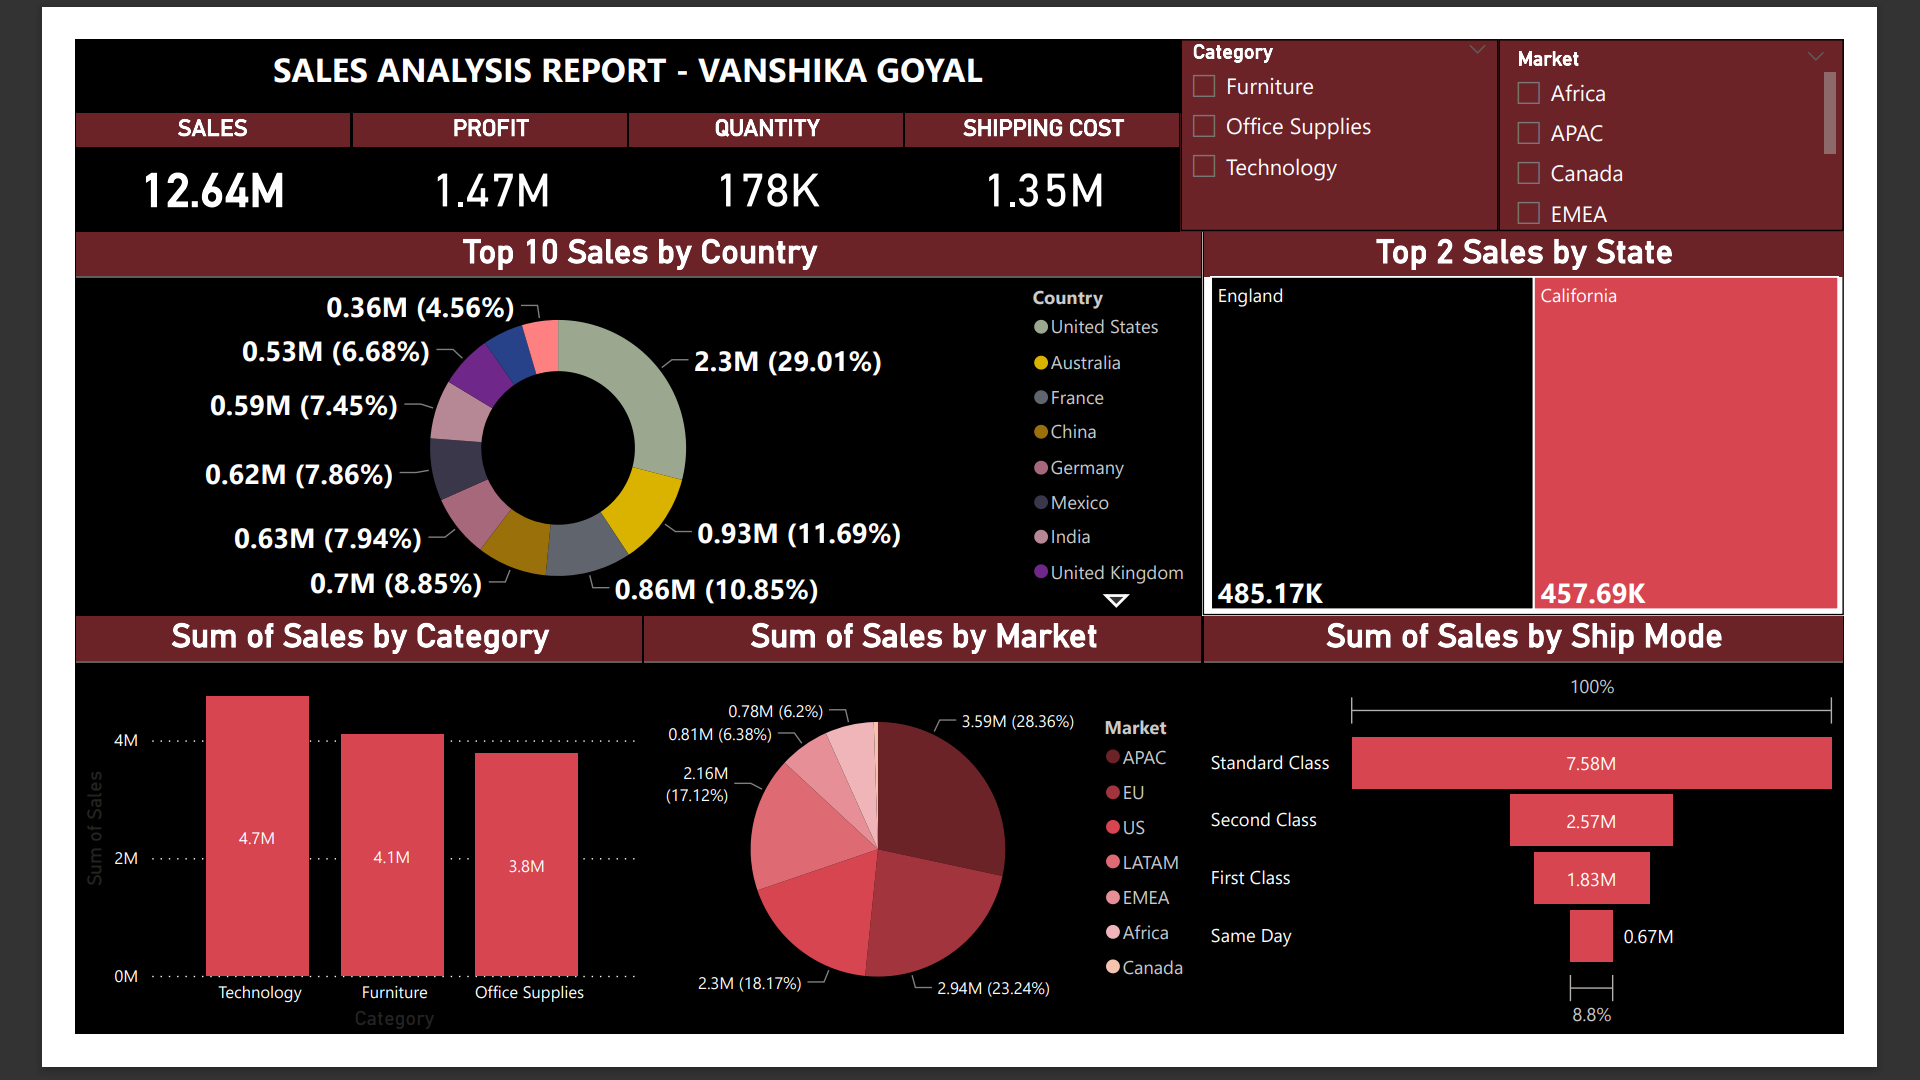 SALES ANALYSIS REPORT - VANSHIKA GOYAL
SALES
PROFIT
QUANTITY
SHIPPING COST
12.64M
1.47M
178K
1.35M
Category
Furniture
Office Supplies
Technology
Market
Africa
APAC
Canada
EMEA
Top 10 Sales by Country
0.36M (4.56%)
0.53M (6.68%)
0.59M (7.45%)
0.62M (7.86%)
0.63M (7.94%)
0.7M (8.85%)
2.3M (29.01%)
0.93M (11.69%)
0.86M (10.85%)
Country
United States
Australia
France
China
Germany
Mexico
India
United Kingdom
Top 2 Sales by State
England
485.17K
California
457.69K
Sum of Sales by Category
Sum of Sales
4M
2M
0M
4.7M
4.1M
3.8M
Technology
Furniture
Office Supplies
Category
Sum of Sales by Market
0.78M (6.2%)
0.81M (6.38%)
2.16M
(17.12%)
2.3M (18.17%)
3.59M (28.36%)
2.94M (23.24%)
Market
APAC
EU
US
LATAM
EMEA
Africa
Canada
Sum of Sales by Ship Mode
100%
Standard Class
7.58M
Second Class
2.57M
First Class
1.83M
Same Day
0.67M
8.8%